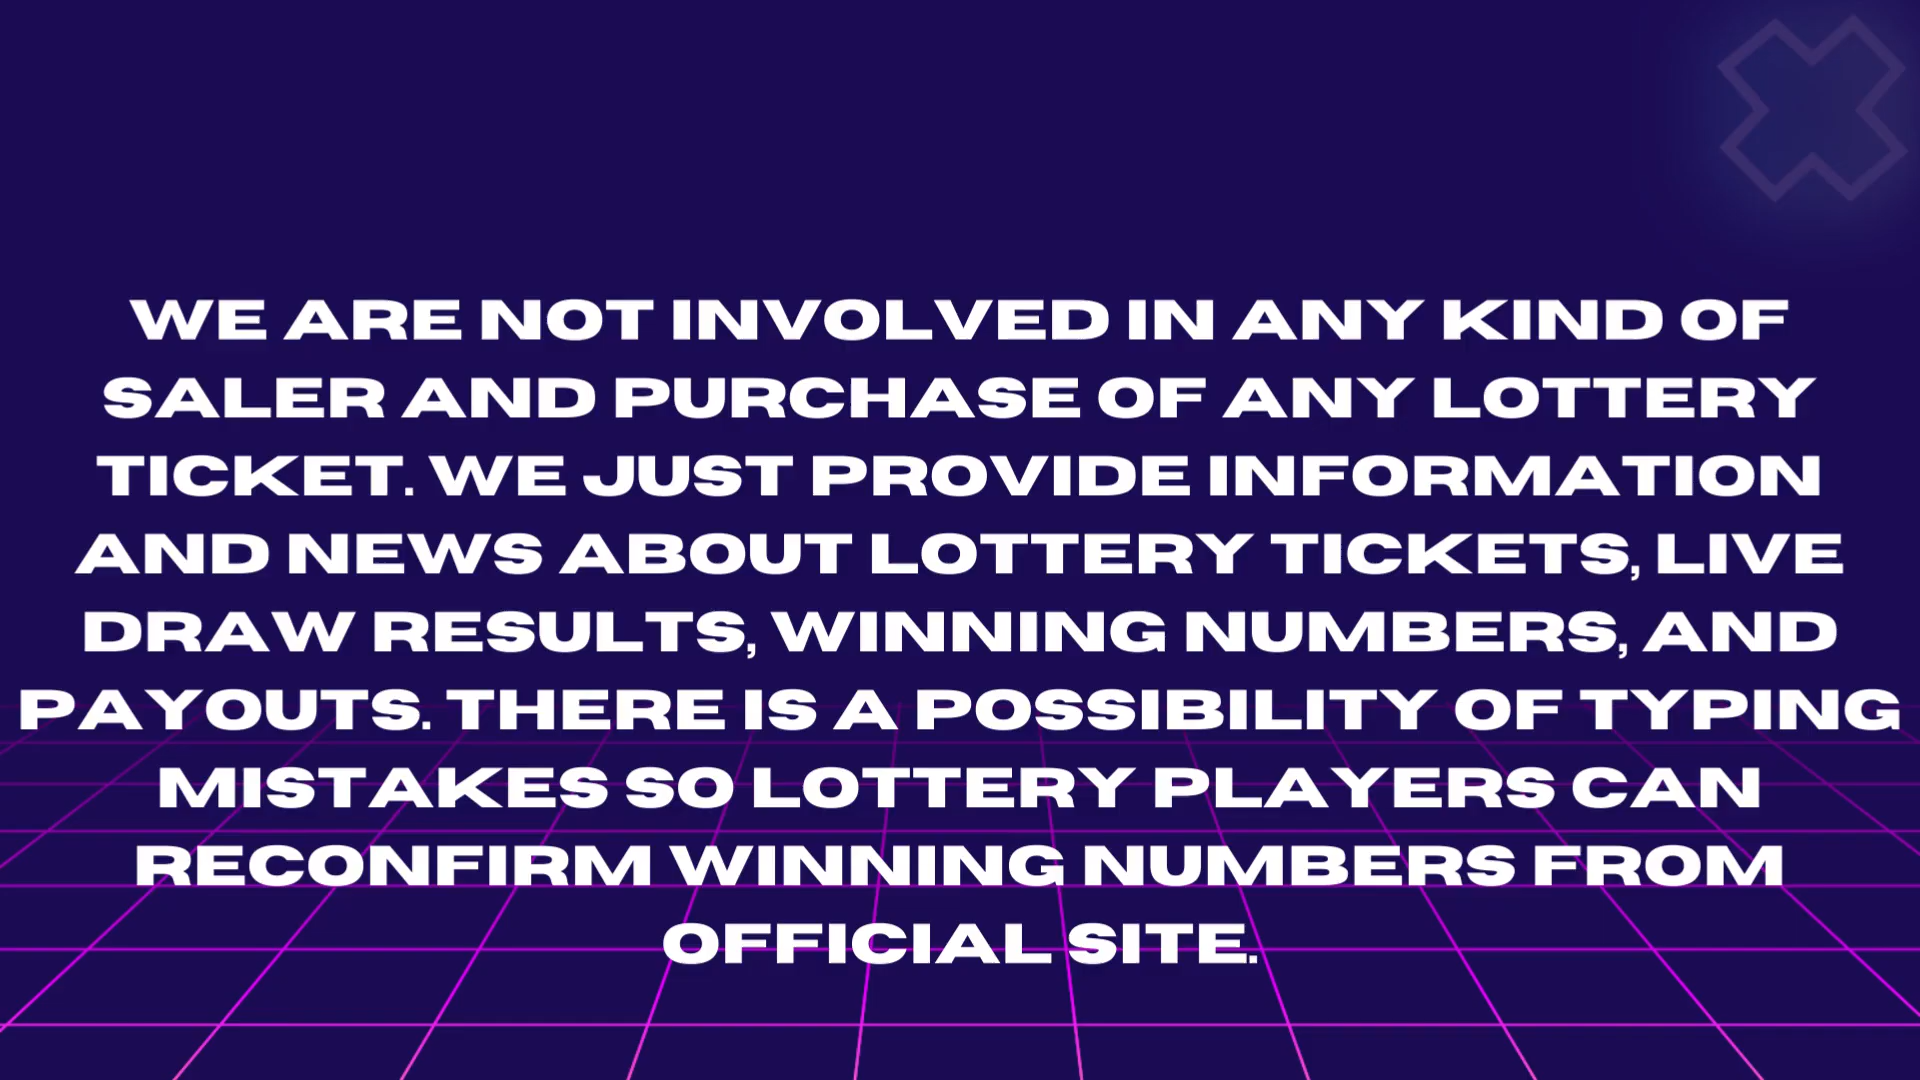 WE ARE NOT INVOLVED IN ANY KIND OF
SALER AND PURCHASE OF ANY LOTTERY
TICKET. WE JUST PROVIDE INFORMATION
AND NEWS ABOUT LOTTERY TICKETS, LIVE
DRAW RESULTS, WINNING NUMBERS, AND
PAYOUTS. THERE IS A POSSIBILITY OF TYPING
MISTAKES SO LOTTERY PLAYERS CAN
RECONFIRM WINNING NUMBERS FROM
OFFICIAL SITE.